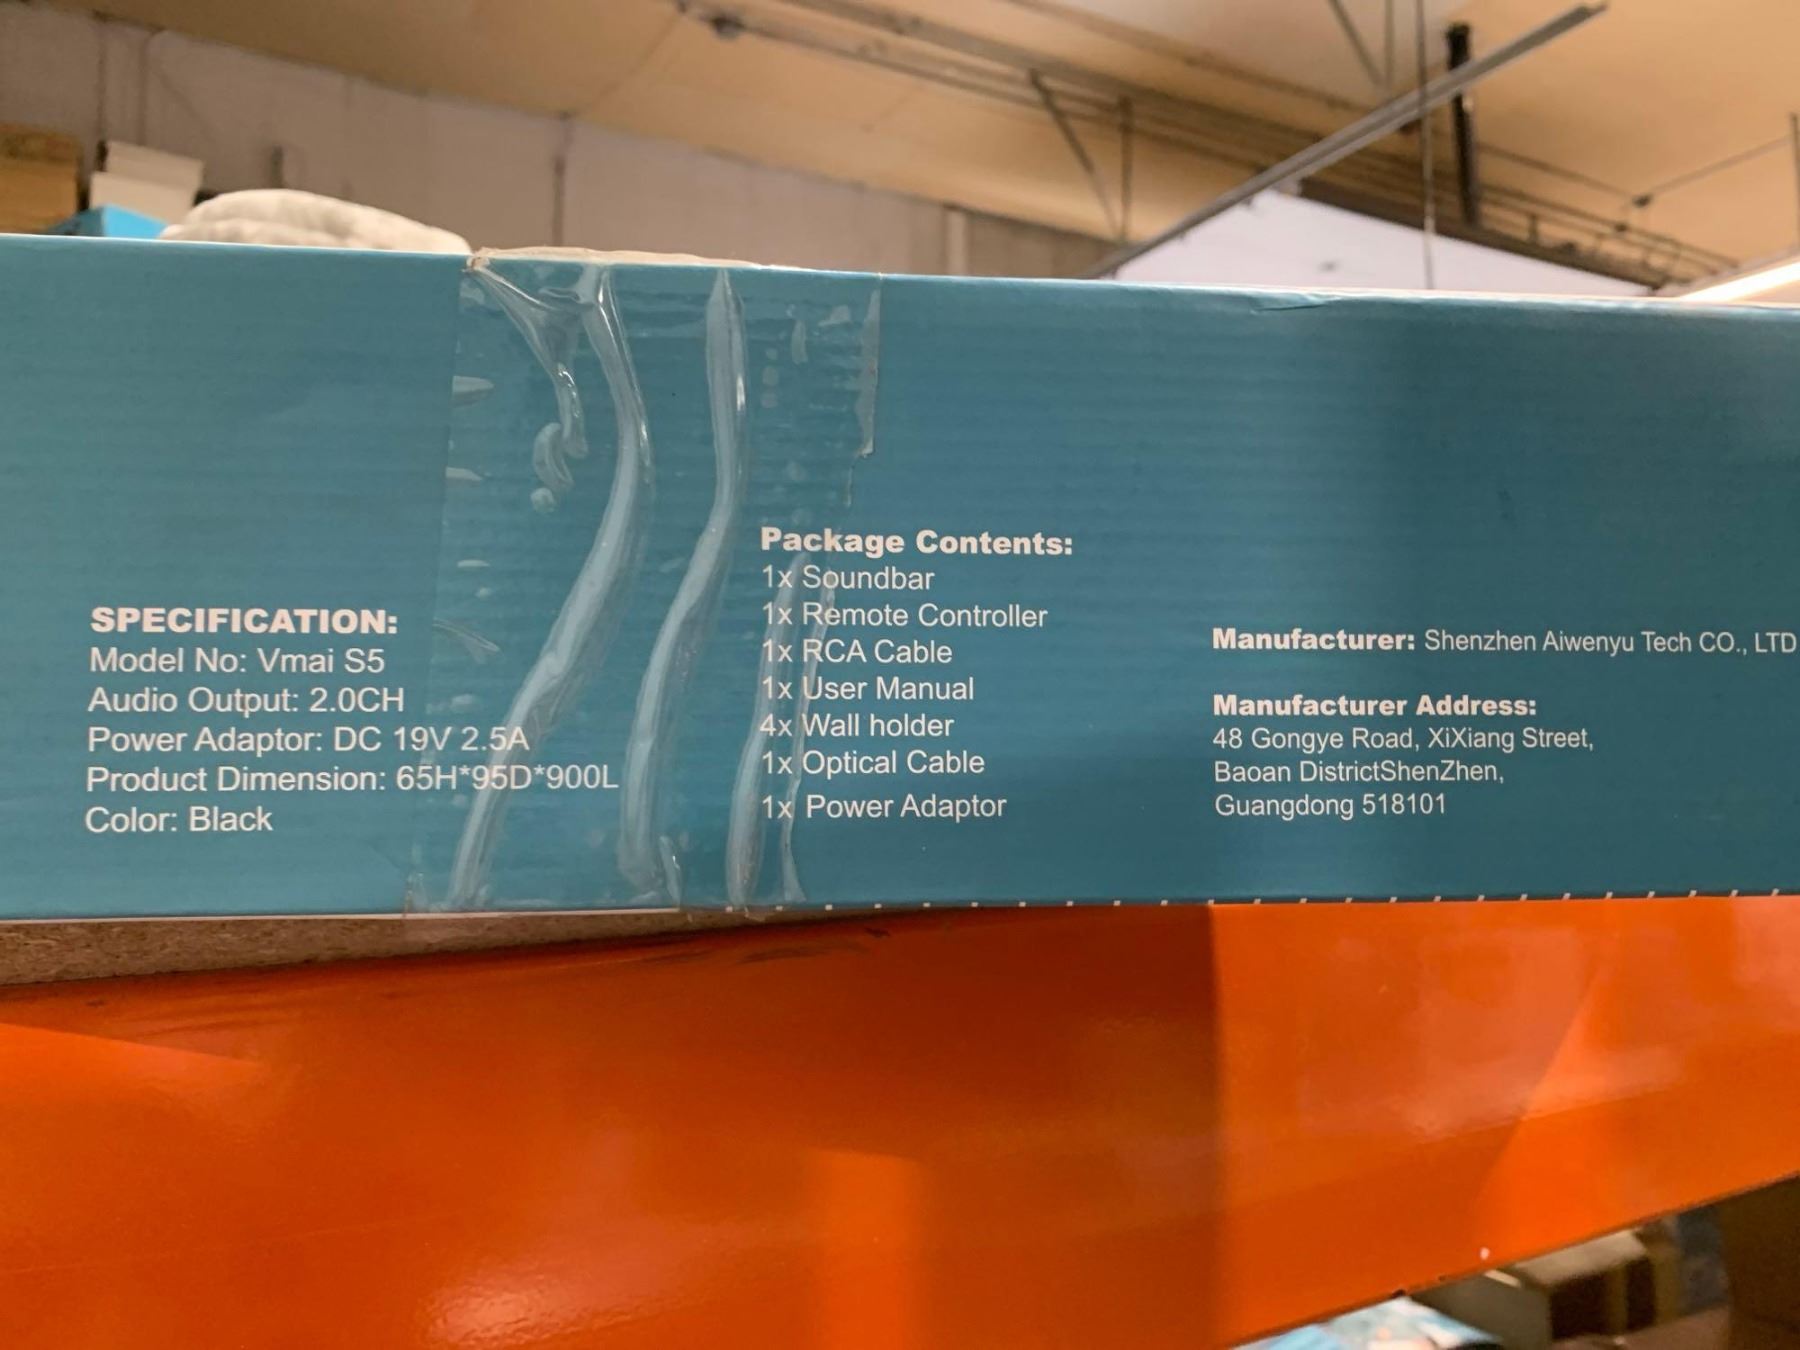 SPECIFICATION:
Model No: Vmai S5
Audio Output: 2.0CH
Power Adaptor: DC 19V 2.5A
Product Dimension: 65H*95D*900L
Color: Black
Package Contents:
1x Soundbar
1x Remote Controller
1x RCA Cable
1x User Manual
4x Wall holder
1x Optical Cable
1x Power Adaptor
Manufacturer: Shenzhen Aiwenyu Tech CO., LTD
Manufacturer Address:
48 Gongye Road, XiXiang Street,
Baoan DistrictShenZhen,
Guangdong 518101